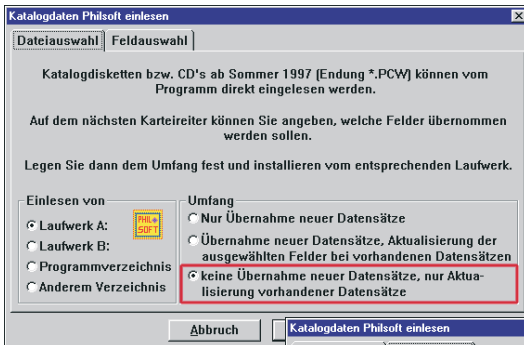 Katalogdaten Philsoft einlesen
Dateiauswahl Feldauswahl
Katalogdisketten bzw. CD's ab Sommer 1997 (Endung *.PCW) können vom
Programm direkt eingelesen werden.
Auf dem nächsten Karteireiter können Sie angeben, welche Felder übernommen
werden sollen.
Legen Sie dann dem Umfang fest und installieren vom entsprechenden Laufwerk.
Einlesen von
Laufwerk A:
PHIL
SOFT
Laufwerk B:
Programmverzeichnis
Anderem Verzeichnis
Umfang
Nur Übernahme neuer Datensätze
Übernahme neuer Datensätze, Aktualisierung der
ausgewählten Felder bei vorhandenen Datensätzen
keine Übernahme neuer Datensätze, nur Aktua-
lisierung vorhandener Datensätze
Abbruch
Katalogdaten Philsoft einlesen